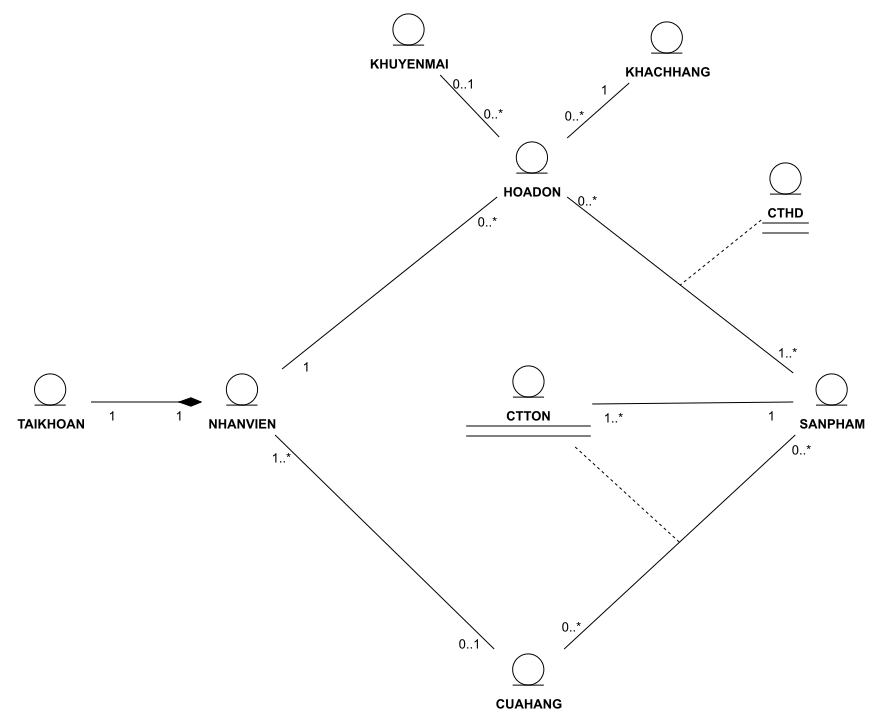 KHUYENMAI
KHACHHANG
0..1
1
0..*
0..*
HOADON
0..*
0..*
CTHD
1
1..*
TAIKHOAN
1
1
NHANVIEN
CTTON
1..*
1
SANPHAM
1..*
0..*
0..1
0..*
CUAHANG